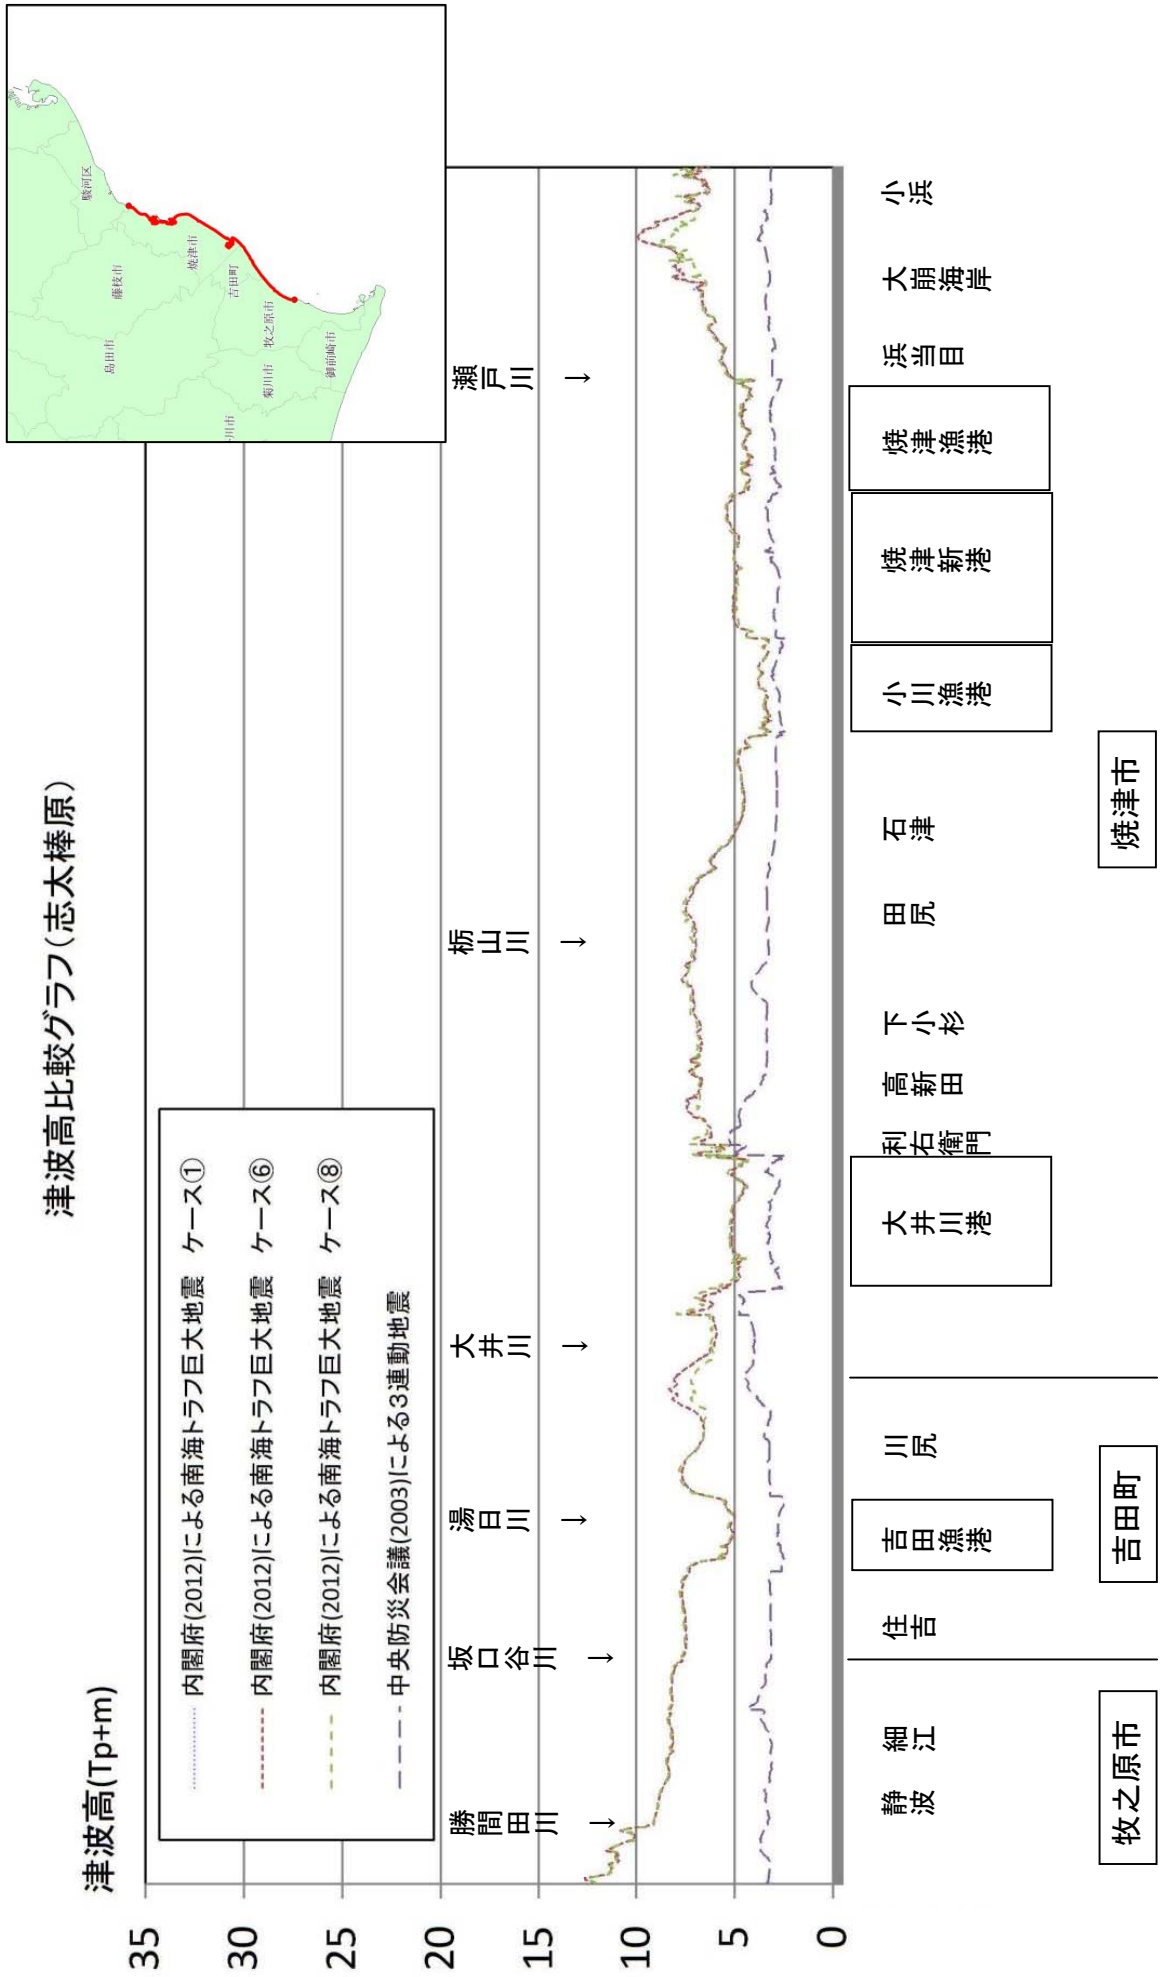 津波高比較グラフ(志太榛原)
津波高(Tp+m)
内閣府(2012)による南海トラフ巨大地震　ケース①
内閣府(2012)による南海トラフ巨大地震　ケース⑥
内閣府(2012)による南海トラフ巨大地震　ケース⑧
中央防災会議(2003)による3連動地震
35
30
25
20
15
10
5
0
勝間田川
↓
坂口谷川
↓
湯日川
↓
大井川
↓
栃山川
↓
瀬戸川
↓
静波
細江
住吉
吉田漁港
川尻
大井川港
利右衛門
高新田
下小杉
田尻
石津
小川漁港
焼津新港
焼津漁港
浜当目
大崩海岸
小浜
牧之原市
吉田町
焼津市
駿河区
藤枝市
焼津市
島田市
吉田町
牧之原市
菊川市
御前崎市
川市